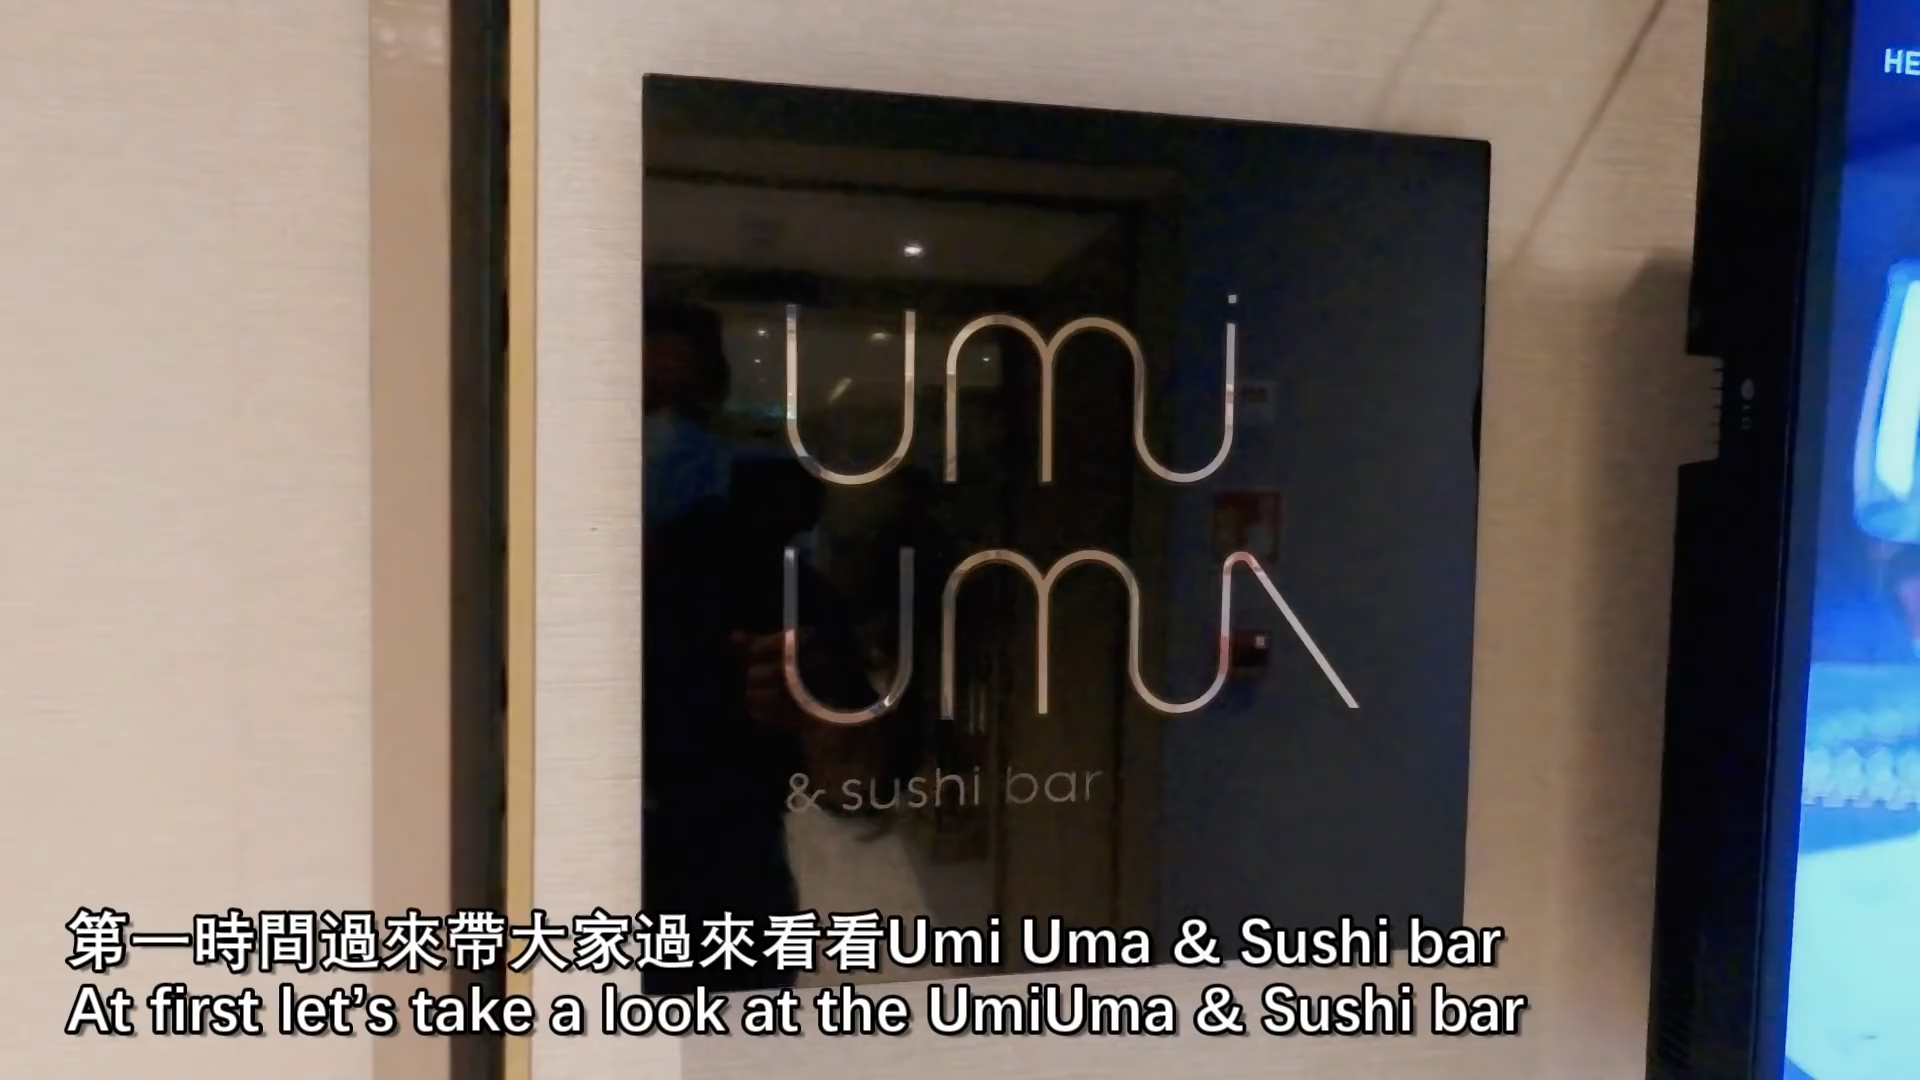 HE
umi
uma
& sushi bar
第一時間過來帶大家過來看看Umi Uma & Sushi bar
At first let's take a look at the UmiUma & Sushi bar